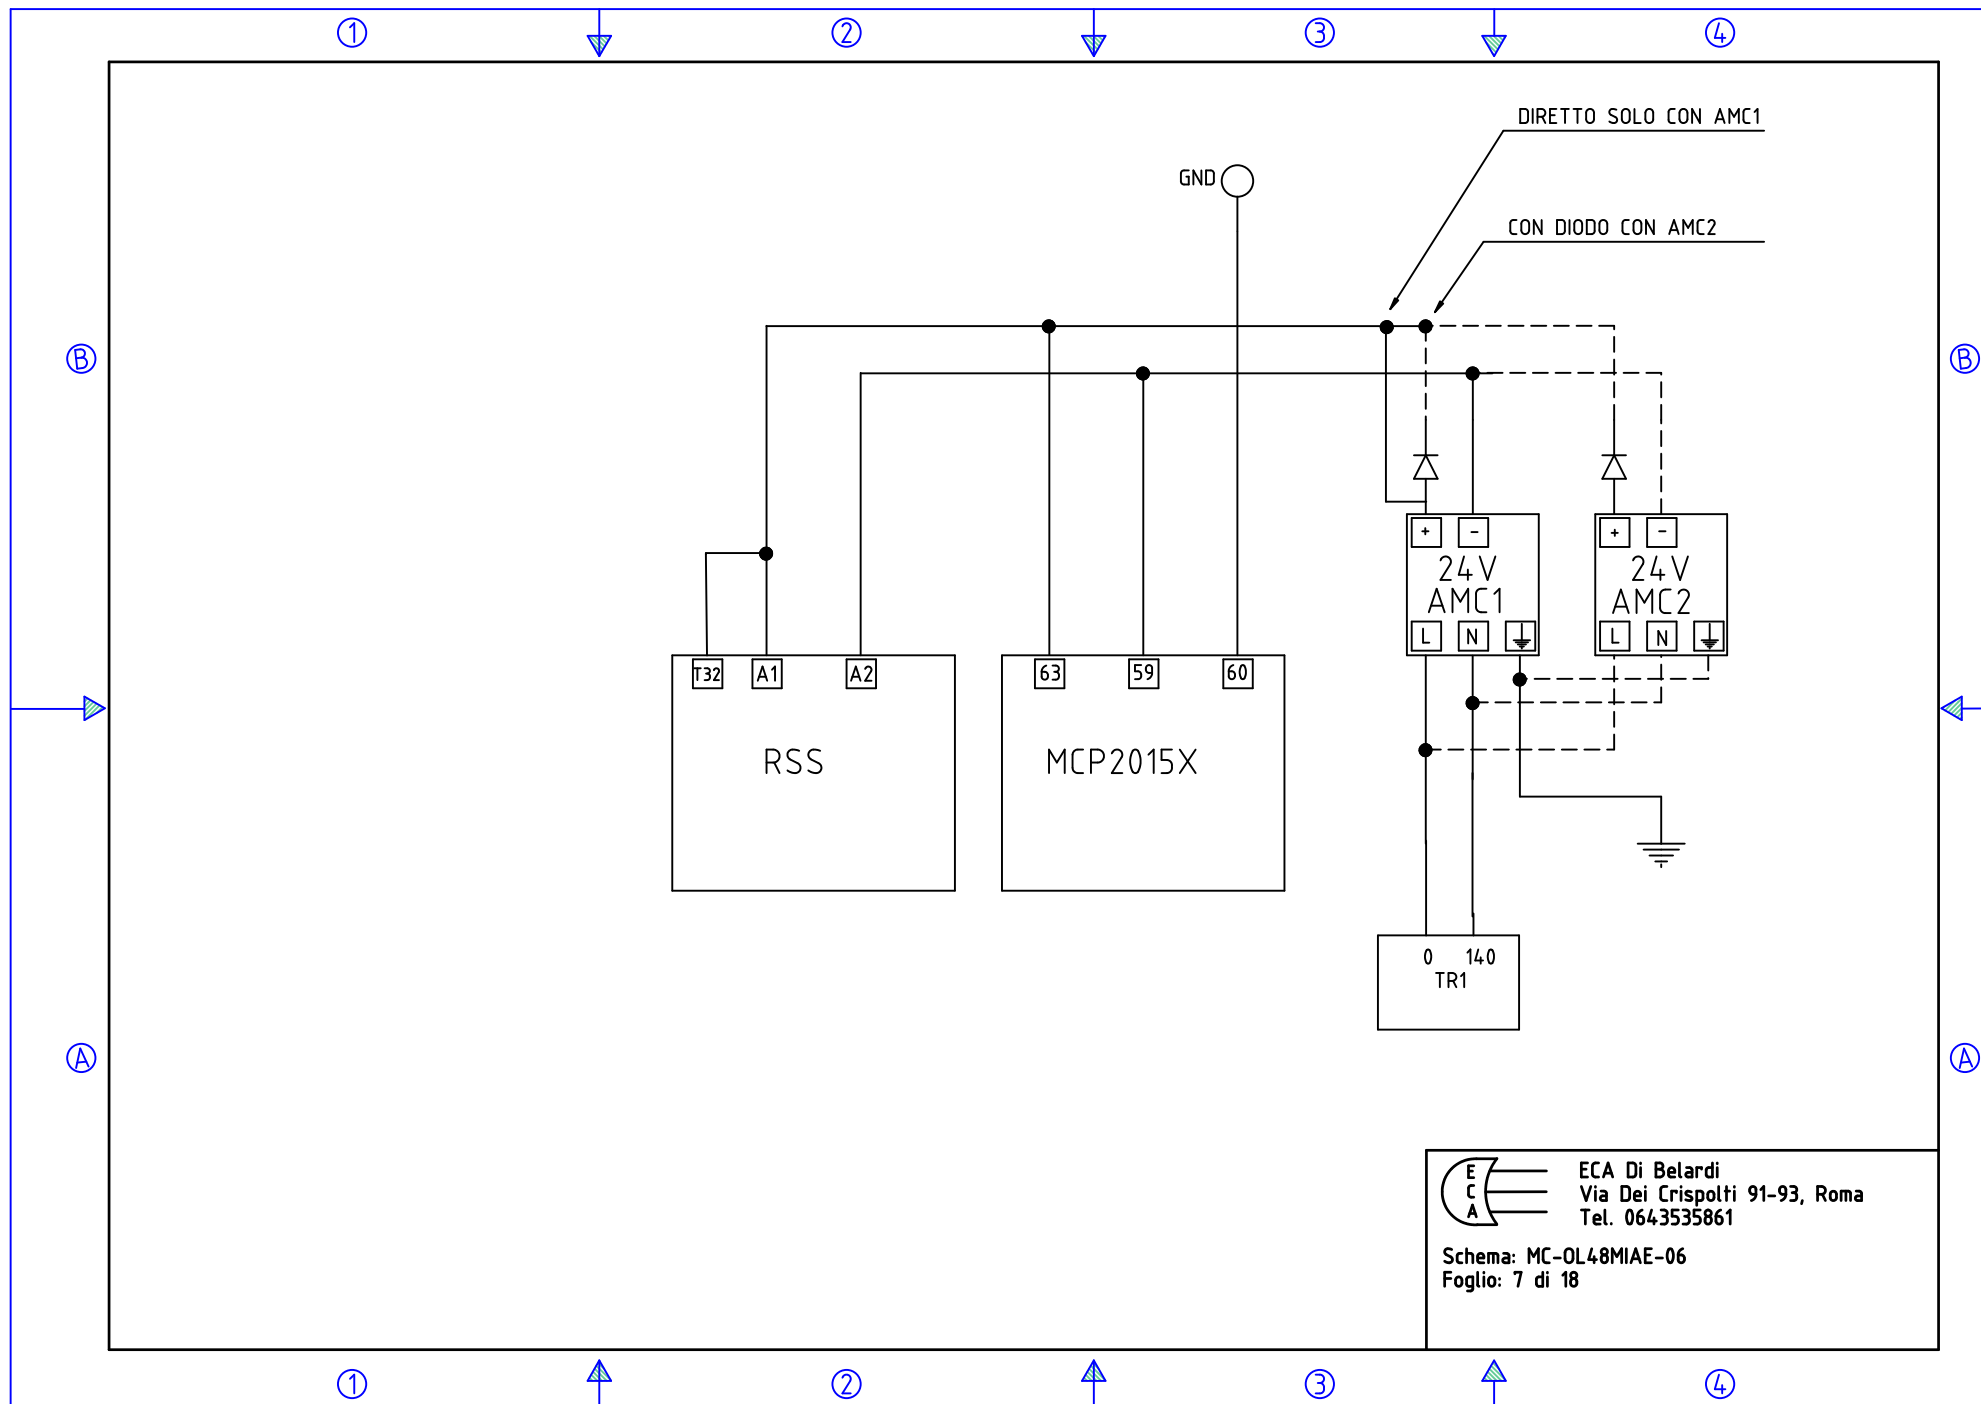 1 2 3 4
DIRETTO SOLO CON AMC1
GND
CON DIODO CON AMC2
B B
+ - + -
24V 24V
AMC1 AMC2
L N L N
T32 A1 A2 63 59 60
RSS MCP2015X
0 140
TR1
A A
E
C
A
ECA Di Belardi
Via Dei Crispolti 91-93, Roma
Tel. 0643535861
Schema: MC-OL48MIAE-06
Foglio: 7 di 18
1 2 3 4